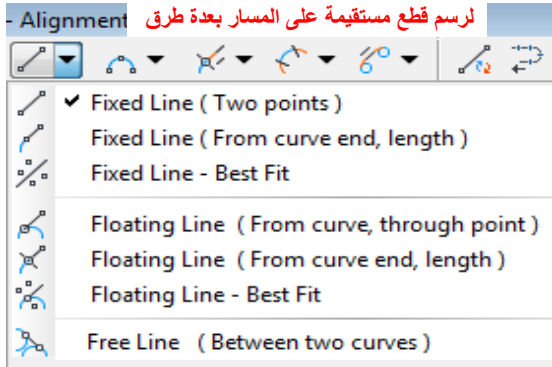 - Alignment
لرسم قطع مستقيمة على المسار بعدة طرق
Fixed Line ( Two points )
Fixed Line ( From curve end, length )
Fixed Line - Best Fit
Floating Line ( From curve, through point )
Floating Line ( From curve end, length )
Floating Line - Best Fit
Free Line ( Between two curves )